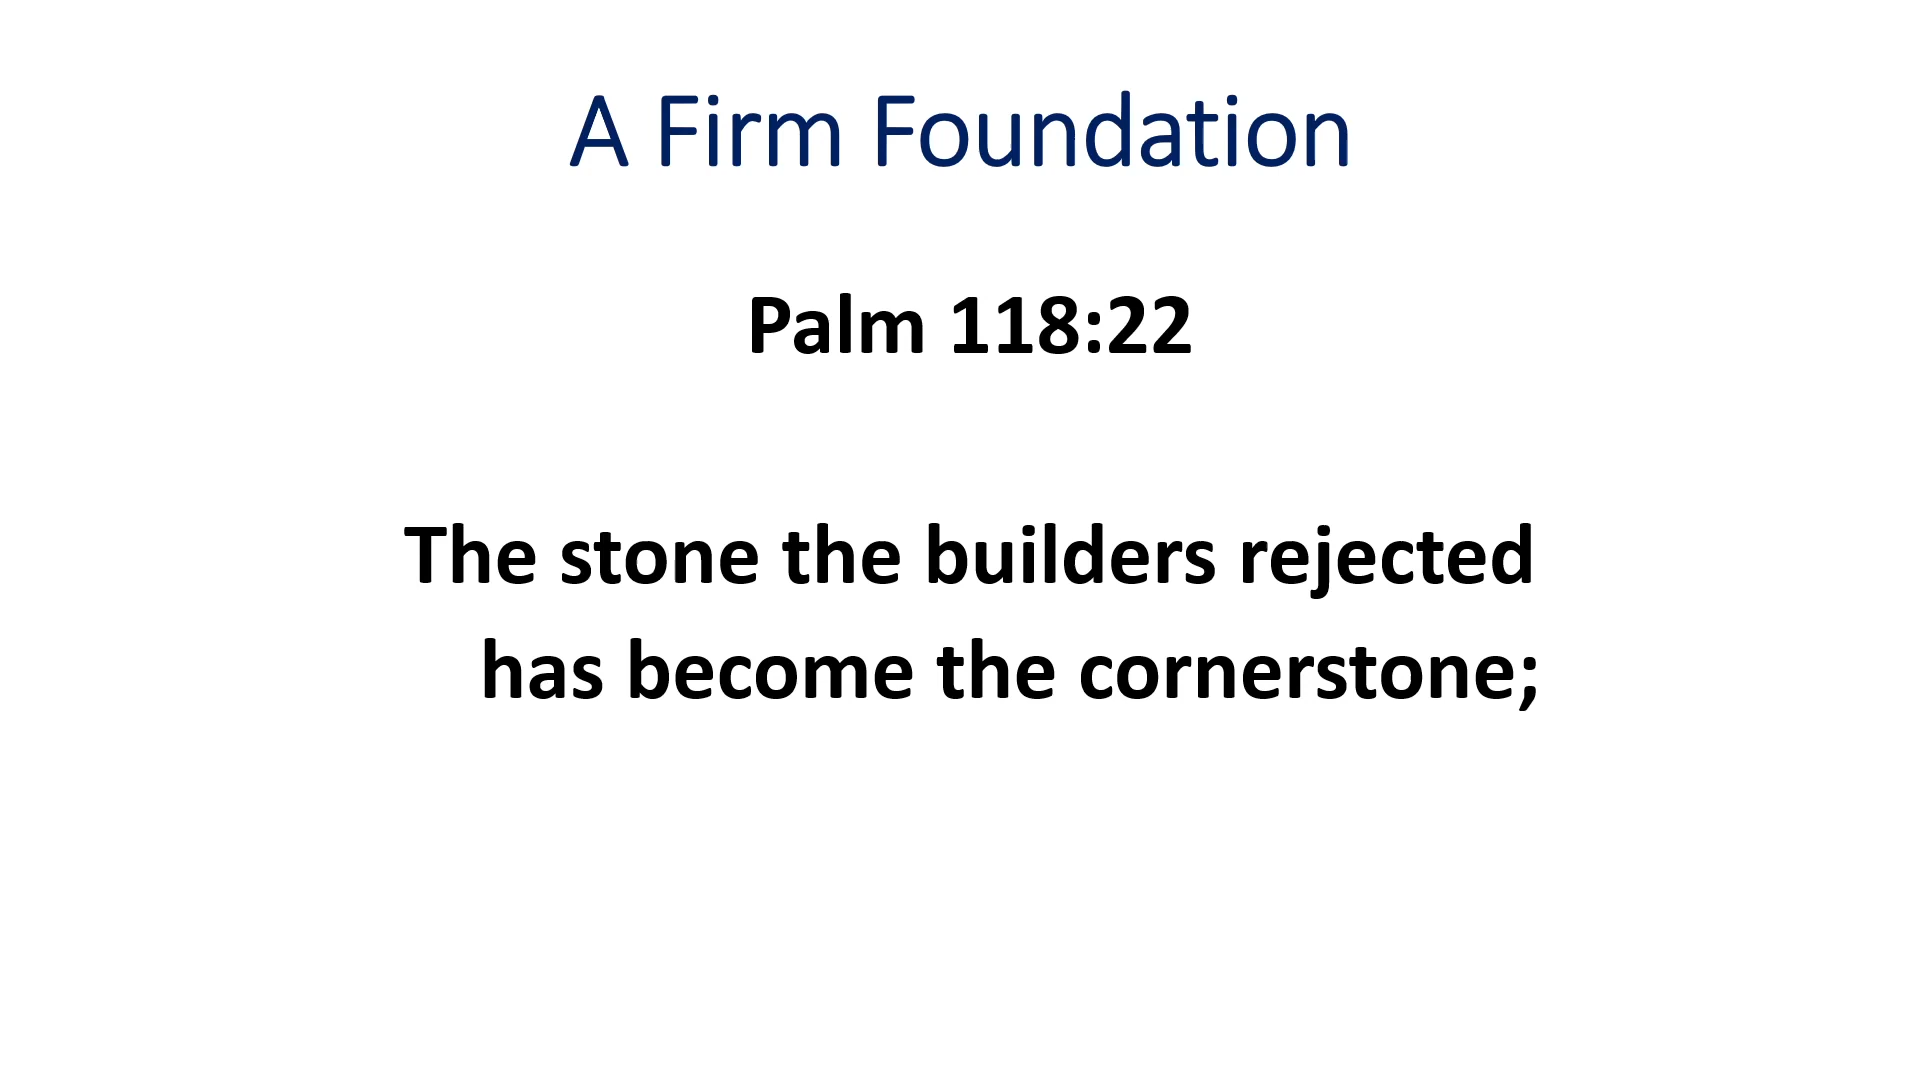 A Firm Foundation
Palm 118:22
The stone the builders rejected
has become the cornerstone;